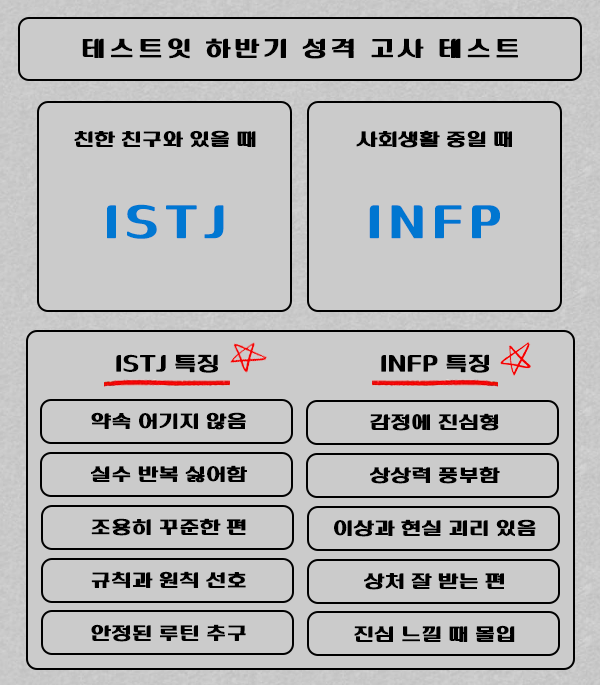 테스트잇 하반기 성격 고사 테스트
친한 친구와 있을 때
ISTJ
사회생활 중일 때
INFP
ISTJ 특징
약속 어기지 않음
실수 반복 싫어함
조용히 꾸준한 편
규칙과 원칙 선호
안정된 루틴 추구
INFP 특징
감정에 진심형
상상력 풍부함
이상과 현실 괴리 있음
상처 잘 받는 편
진심 느낄 때 몰입